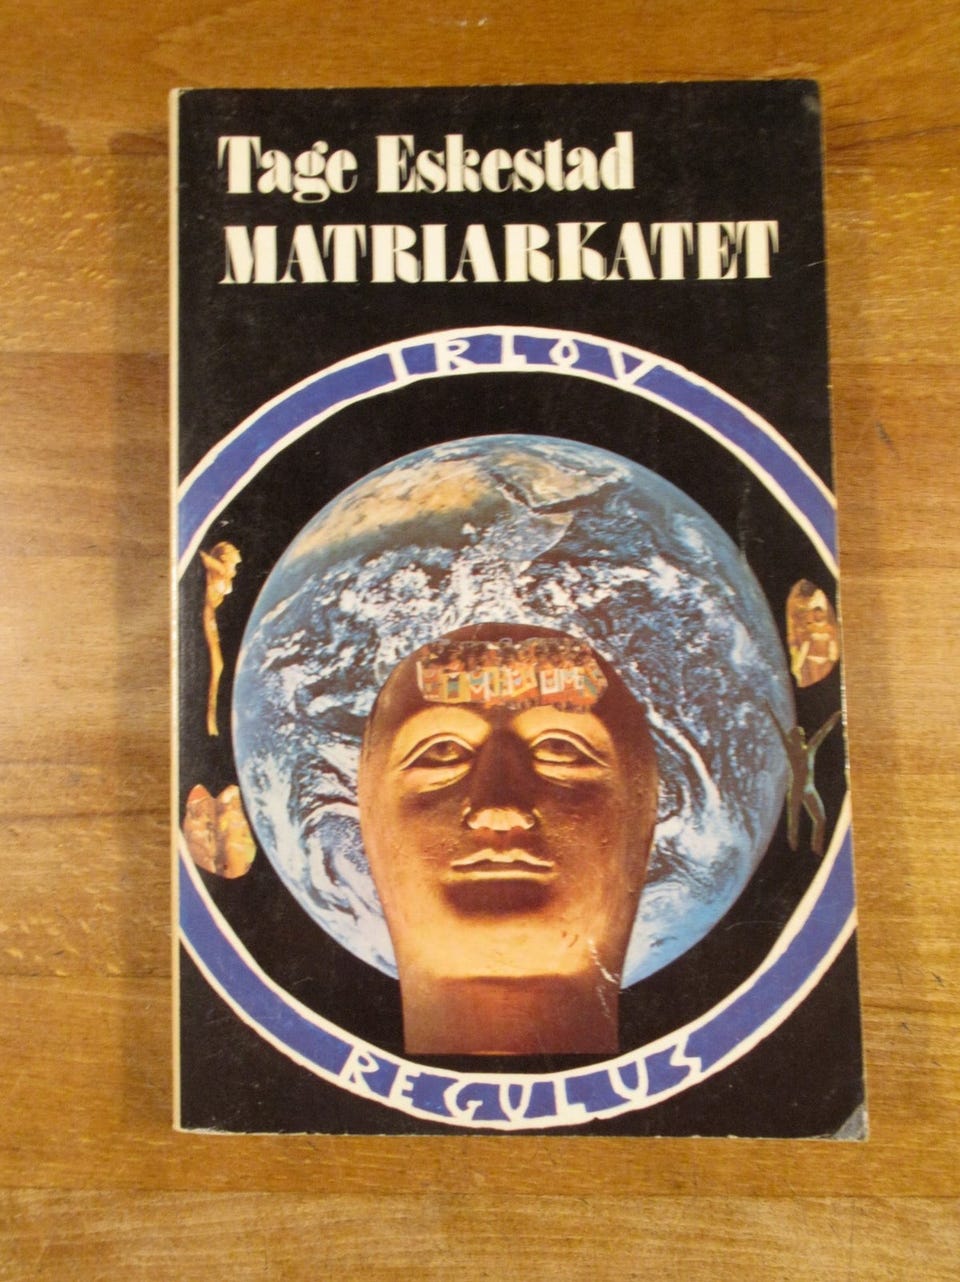 Tage Eskestad
MATRIARKATET
IRLOV
REGULUS